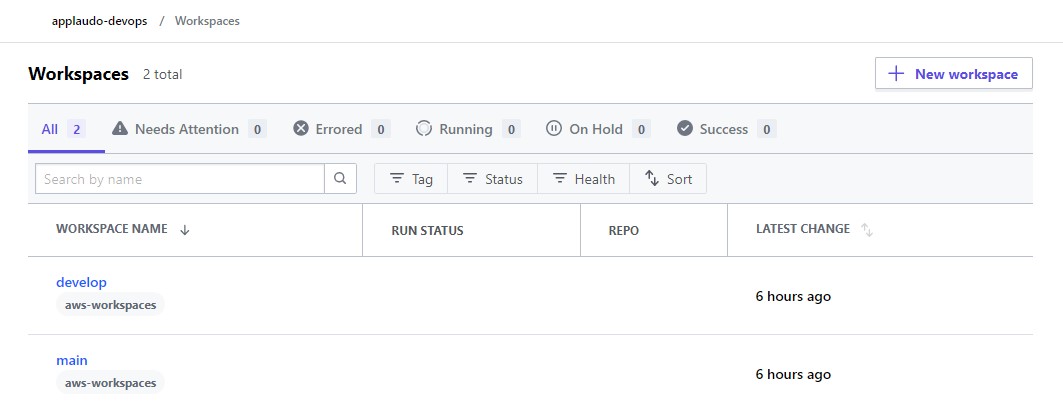 applaudo-devops / Workspaces
Workspaces 2 total
New workspace
All 2 Needs Attention 0 Errored 0 Running 0 On Hold 0 Success 0
Search by name Tag Status Health Sort
WORKSPACE NAME RUN STATUS REPO LATEST CHANGE
develop
aws-workspaces
6 hours ago
main
aws-workspaces
6 hours ago